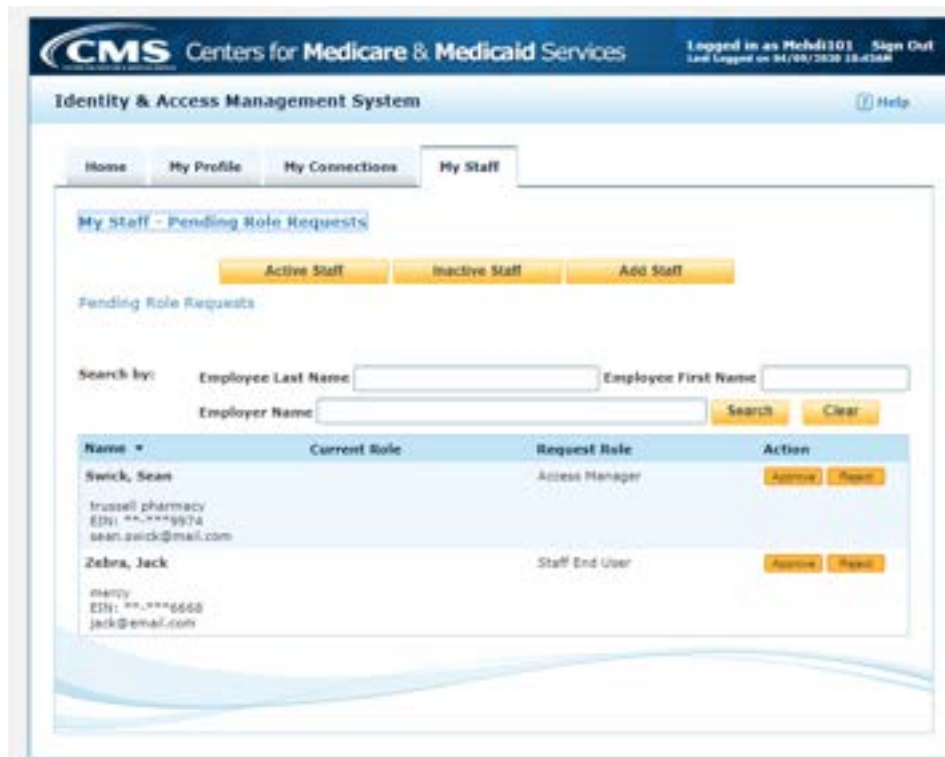 CMS Centers for Medicare & Medicaid Services
Logged in as Mehdi101 Sign Out
Last Logged on
Identity & Access Management System
Help
Home My Profile My Connections My Staff
My Staff - Pending Role Requests
Active Staff Inactive Staff Add Staff
Pending Role Requests
Search by: Employee Last Name Employee First Name
Employer Name Search Clear
Name Current Role Request Role Action
Swick, Sean Access Manager Approve Reject
trussell pharmacy
EIN: **-***9974
sean.swick@mail.com
Zebra, Jack Staff End User Approve Reject
mercy
EIN: **-***6668
jack@email.com